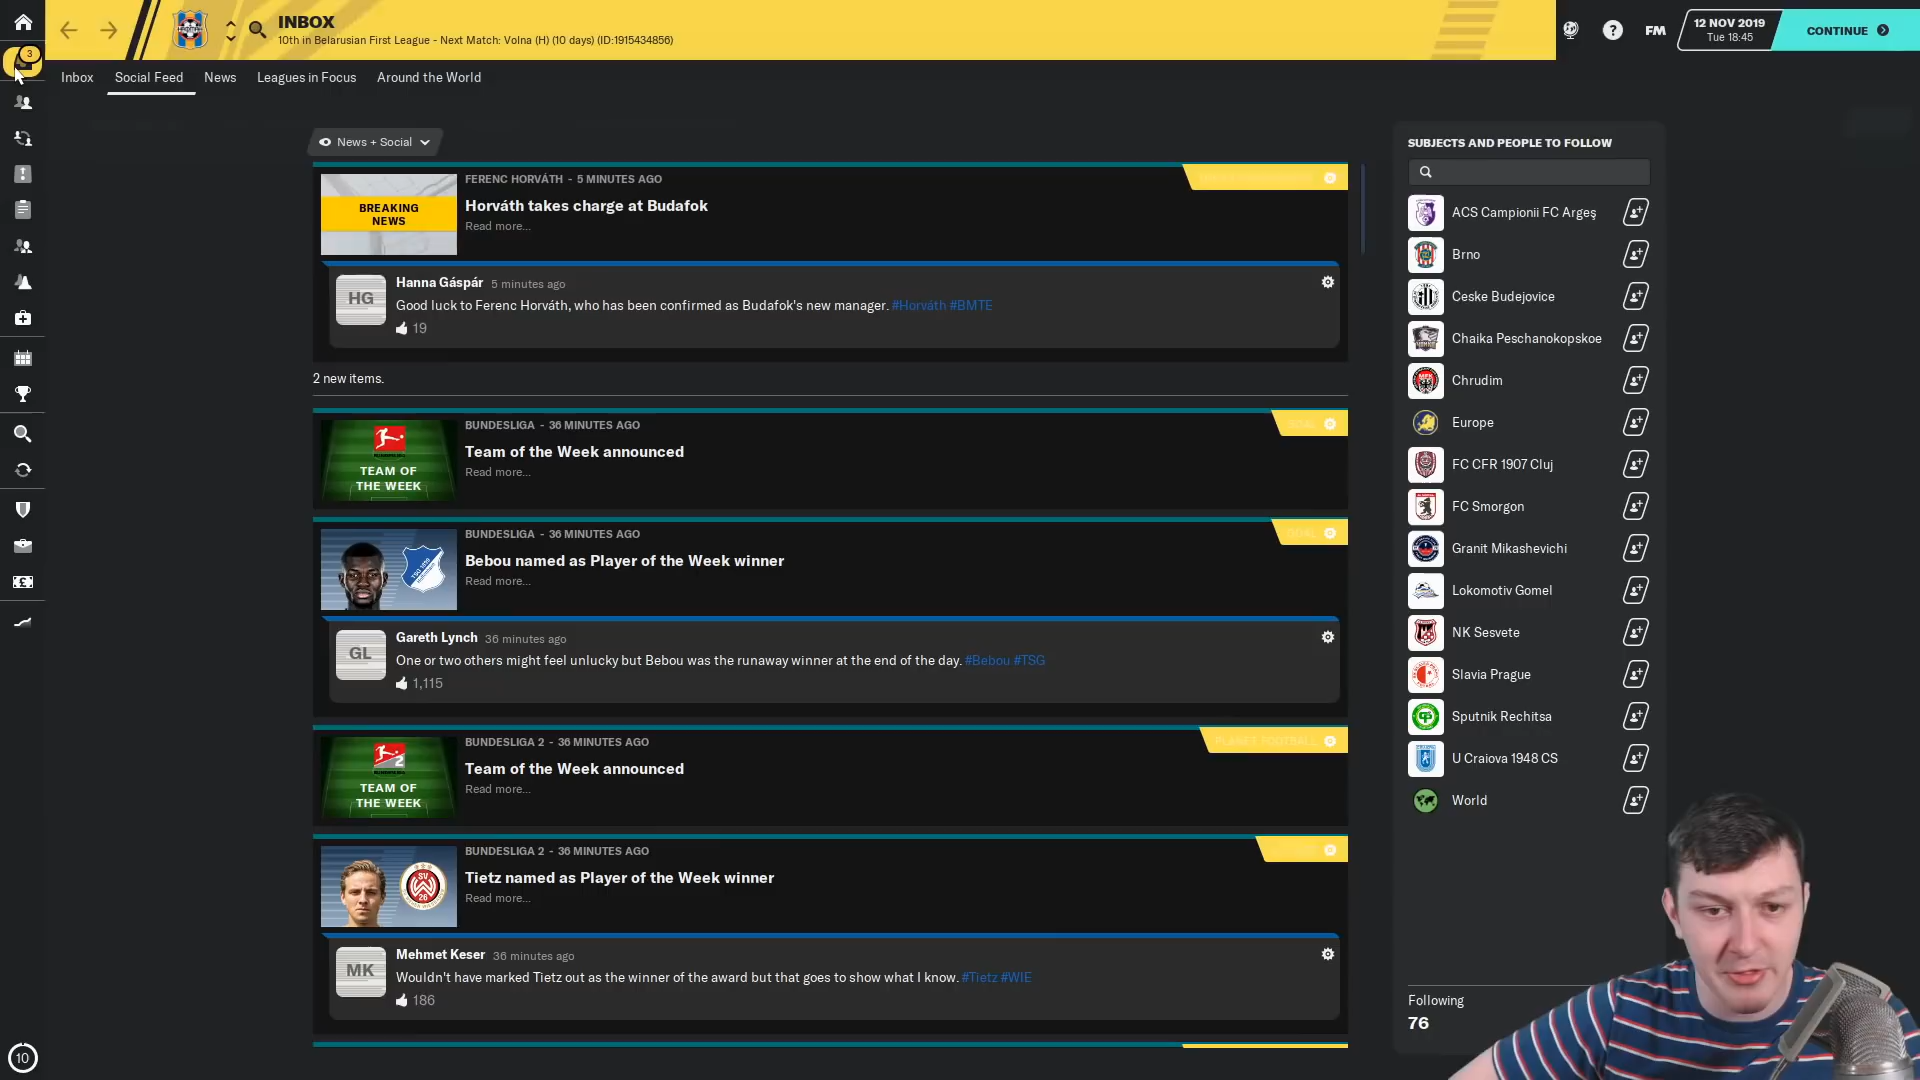 3
INBOX
10th in Belarusian First League - Next Match: Volna (H) (10 days) (ID:1915434856)
?
FM
12 NOV 2019
Tue 18:45
CONTINUE
Inbox
Social Feed
News
Leagues in Focus
Around the World
News + Social
BREAKING
NEWS
FERENC HORVÁTH - 5 MINUTES AGO
Horváth takes charge at Budafok
Read more...
HG
Hanna Gáspár 5 minutes ago
Good luck to Ferenc Horváth, who has been confirmed as Budafok's new manager. #Horváth #BMTE
19
2 new items.
TEAM OF
THE WEEK
BUNDESLIGA - 36 MINUTES AGO
Team of the Week announced
Read more...
BUNDESLIGA - 36 MINUTES AGO
Bebou named as Player of the Week winner
Read more...
GL
Gareth Lynch 36 minutes ago
One or two others might feel unlucky but Bebou was the runaway winner at the end of the day. #Bebou #TSG
1,115
TEAM OF
THE WEEK
BUNDESLIGA 2 - 36 MINUTES AGO
Team of the Week announced
Read more...
PLANET FOOTBALL
BUNDESLIGA 2 - 36 MINUTES AGO
Tietz named as Player of the Week winner
Read more...
MK
Mehmet Keser 36 minutes ago
Wouldn't have marked Tietz out as the winner of the award but that goes to show what I know. #Tietz #WIE
186
SUBJECTS AND PEOPLE TO FOLLOW
ACS Campionii FC Argeş
Brno
Ceske Budejovice
Chaika Peschanokopskoe
Chrudim
Europe
FC CFR 1907 Cluj
FC Smorgon
Granit Mikashevichi
Lokomotiv Gomel
NK Sesvete
Slavia Prague
Sputnik Rechitsa
U Craiova 1948 CS
World
Following
76
10